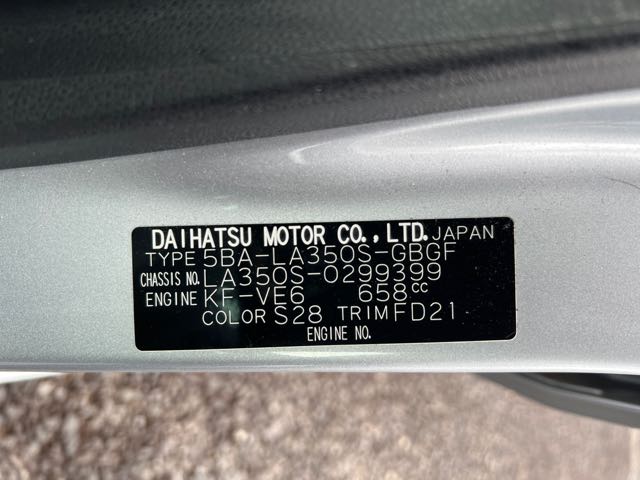 DAIHATSU MOTOR CO., LTD. JAPAN
TYPE 5BA-LA350S-GBGF
CHASSIS NO. LA350S-0299399
ENGINE KF-VE6 658cc
COLOR S28 TRIM FD21
ENGINE NO.